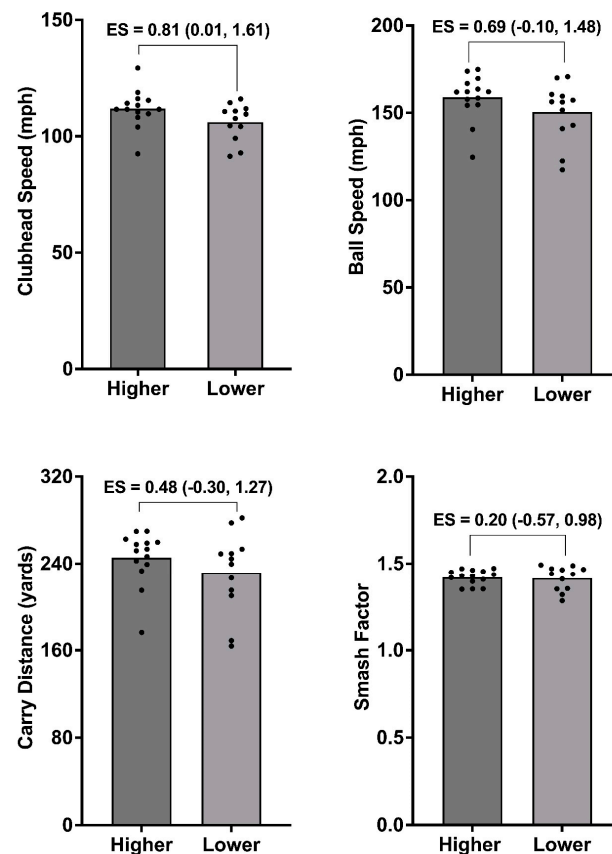 ES = 0.81 (0.01, 1.61)
Clubhead Speed (mph)
150
100
50
0
Higher
Lower
ES = 0.69 (-0.10, 1.48)
Ball Speed (mph)
200
150
100
50
0
Higher
Lower
ES = 0.48 (-0.30, 1.27)
Carry Distance (yards)
320
240
160
80
0
Higher
Lower
ES = 0.20 (-0.57, 0.98)
Smash Factor
2.0
1.5
1.0
0.5
0.0
Higher
Lower